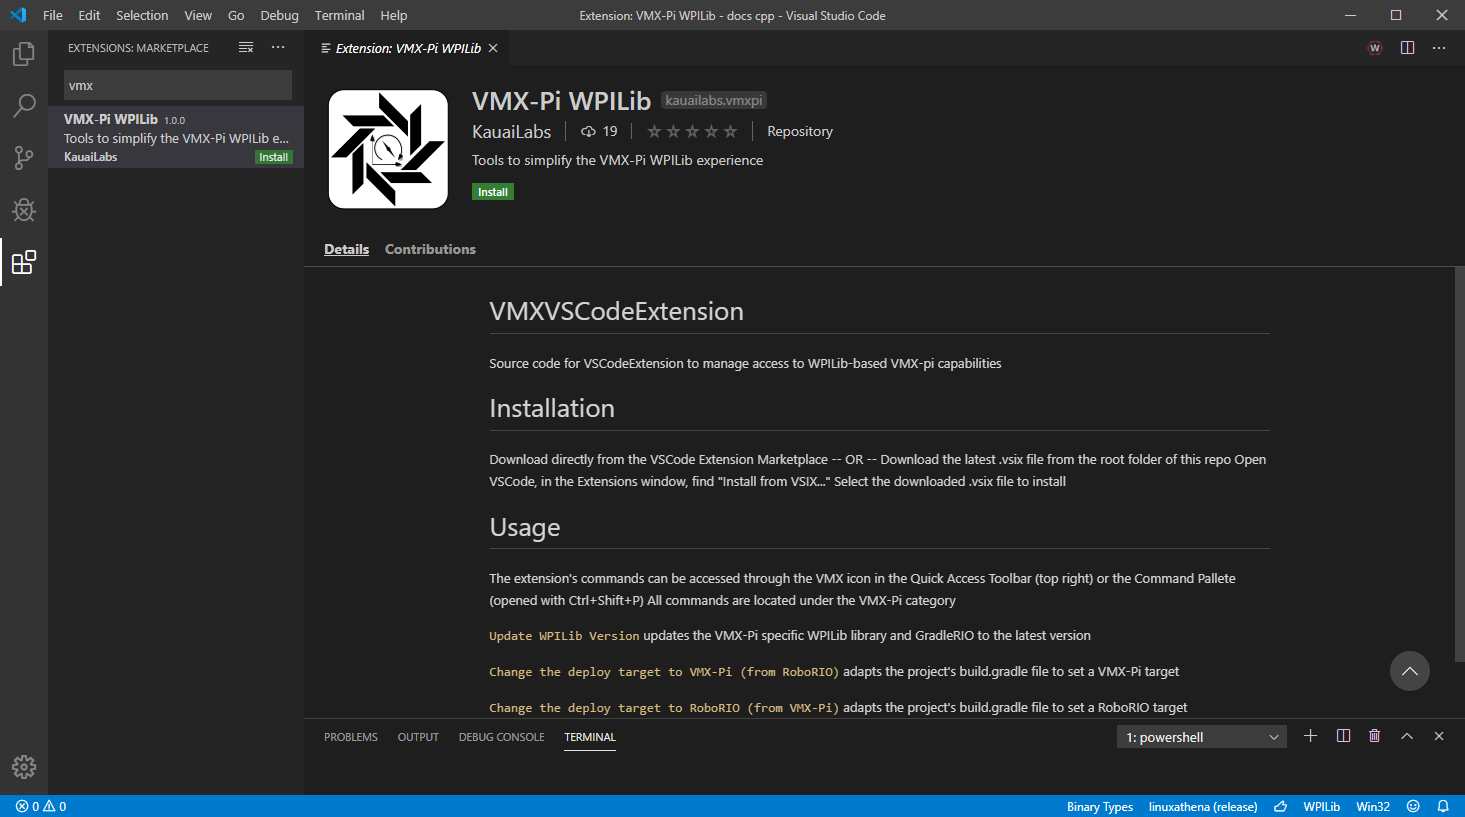 File Edit Selection View Go Debug Terminal Help
Extension: VMX-Pi WPILib - docs cpp - Visual Studio Code
EXTENSIONS: MARKETPLACE
vmx
VMX-Pi WPILib 1.0.0
Tools to simplify the VMX-Pi WPILib e...
KauaiLabs
Install
Extension: VMX-Pi WPILib
W
VMX-Pi WPILib kauailabs.vmxpi
KauaiLabs 19 Repository
Tools to simplify the VMX-Pi WPILib experience
Install
Details Contributions
VMXVSCodeExtension
Source code for VSCodeExtension to manage access to WPILib-based VMX-pi capabilities
Installation
Download directly from the VSCode Extension Marketplace -- OR -- Download the latest .vsix file from the root folder of this repo Open
VSCode, in the Extensions window, find "Install from VSIX..." Select the downloaded .vsix file to install
Usage
The extension's commands can be accessed through the VMX icon in the Quick Access Toolbar (top right) or the Command Pallete
(opened with Ctrl+Shift+P) All commands are located under the VMX-Pi category
Update WPILib Version updates the VMX-Pi specific WPILib library and GradleRIO to the latest version
Change the deploy target to VMX-Pi (from RoboRIO) adapts the project's build.gradle file to set a VMX-Pi target
Change the deploy target to RoboRIO (from VMX-Pi) adapts the project's build.gradle file to set a RoboRIO target
PROBLEMS OUTPUT DEBUG CONSOLE TERMINAL
1: powershell
0 0
Binary Types linuxathena (release) WPILib Win32